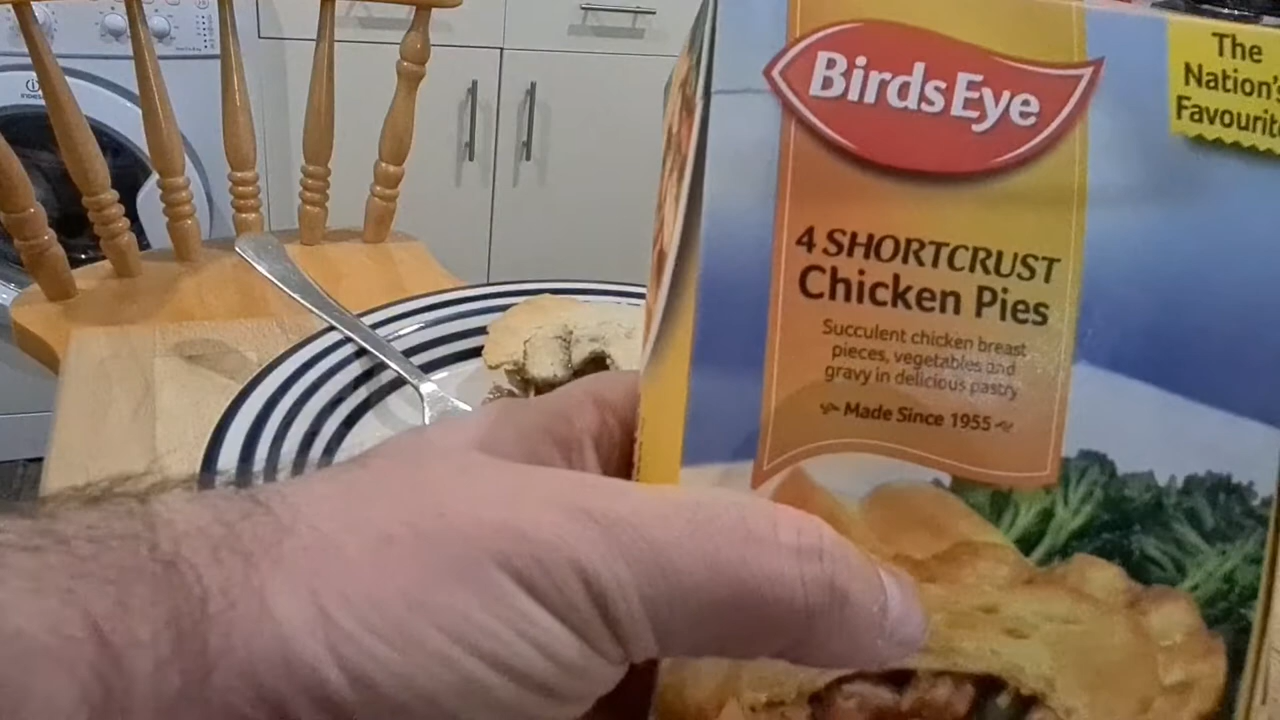 BirdsEye
The
Nation's
Favourit
4 SHORTCRUST
Chicken Pies
Succulent chicken breast
pieces, vegetables and
gravy in delicious pastry
Made Since 1955
INDESIT